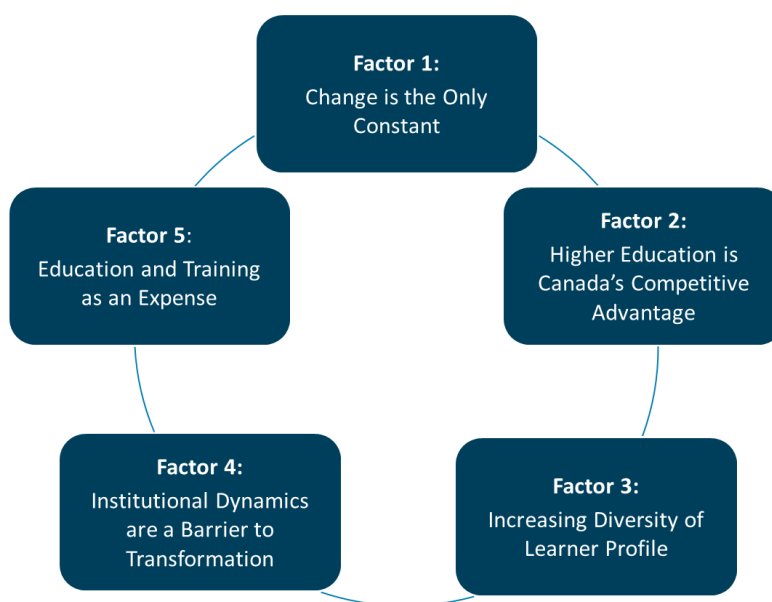 Factor 1:
Change is the Only
Constant
Factor 2:
Higher Education is
Canada’s Competitive
Advantage
Factor 3:
Increasing Diversity of
Learner Profile
Factor 4:
Institutional Dynamics
are a Barrier to
Transformation
Factor 5:
Education and Training
as an Expense